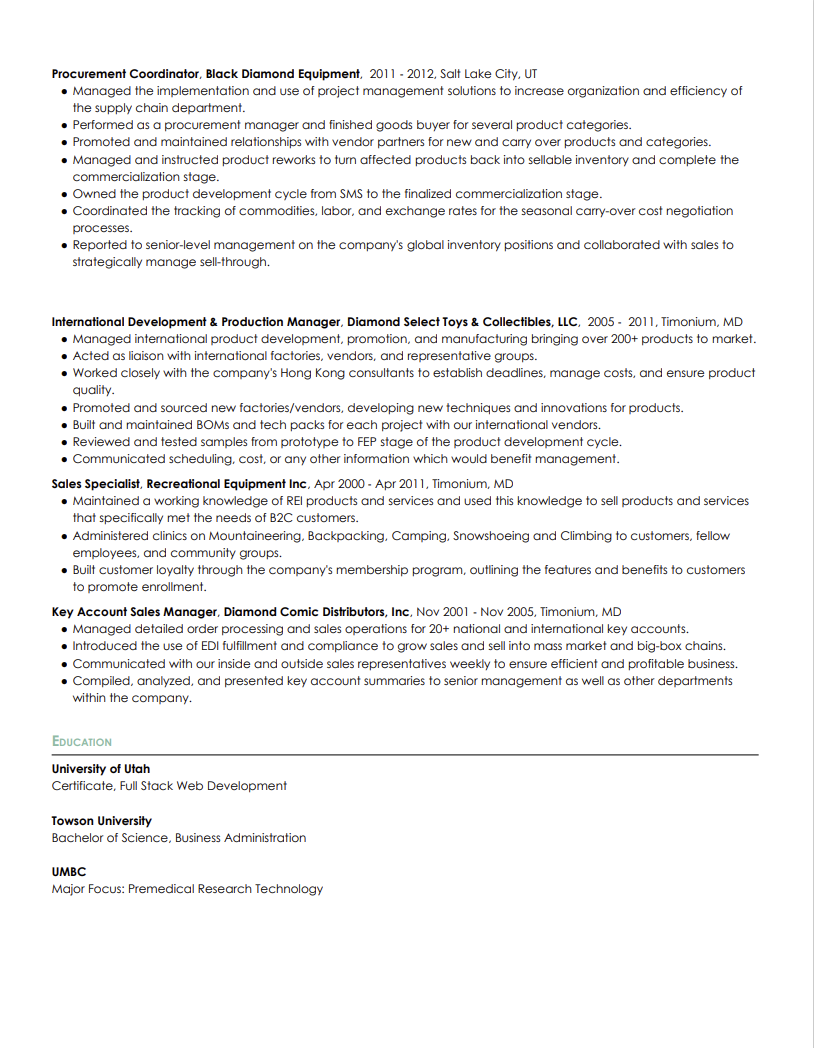 Procurement Coordinator, Black Diamond Equipment, 2011 - 2012, Salt Lake City, UT
● Managed the implementation and use of project management solutions to increase organization and efficiency of
the supply chain department.
● Performed as a procurement manager and finished goods buyer for several product categories.
● Promoted and maintained relationships with vendor partners for new and carry over products and categories.
● Managed and instructed product reworks to turn affected products back into sellable inventory and complete the
commercialization stage.
● Owned the product development cycle from SMS to the finalized commercialization stage.
● Coordinated the tracking of commodities, labor, and exchange rates for the seasonal carry-over cost negotiation
processes.
● Reported to senior-level management on the company's global inventory positions and collaborated with sales to
strategically manage sell-through.
International Development & Production Manager, Diamond Select Toys & Collectibles, LLC, 2005 - 2011, Timonium, MD
● Managed international product development, promotion, and manufacturing bringing over 200+ products to market.
● Acted as liaison with international factories, vendors, and representative groups.
● Worked closely with the company's Hong Kong consultants to establish deadlines, manage costs, and ensure product
quality.
● Promoted and sourced new factories/vendors, developing new techniques and innovations for products.
● Built and maintained BOMs and tech packs for each project with our international vendors.
● Reviewed and tested samples from prototype to FEP stage of the product development cycle.
● Communicated scheduling, cost, or any other information which would benefit management.
Sales Specialist, Recreational Equipment Inc, Apr 2000 - Apr 2011, Timonium, MD
● Maintained a working knowledge of REI products and services and used this knowledge to sell products and services
that specifically met the needs of B2C customers.
● Administered clinics on Mountaineering, Backpacking, Camping, Snowshoeing and Climbing to customers, fellow
employees, and community groups.
● Built customer loyalty through the company's membership program, outlining the features and benefits to customers
to promote enrollment.
Key Account Sales Manager, Diamond Comic Distributors, Inc, Nov 2001 - Nov 2005, Timonium, MD
● Managed detailed order processing and sales operations for 20+ national and international key accounts.
● Introduced the use of EDI fulfillment and compliance to grow sales and sell into mass market and big-box chains.
● Communicated with our inside and outside sales representatives weekly to ensure efficient and profitable business.
● Compiled, analyzed, and presented key account summaries to senior management as well as other departments
within the company.
EDUCATION
University of Utah
Certificate, Full Stack Web Development
Towson University
Bachelor of Science, Business Administration
UMBC
Major Focus: Premedical Research Technology